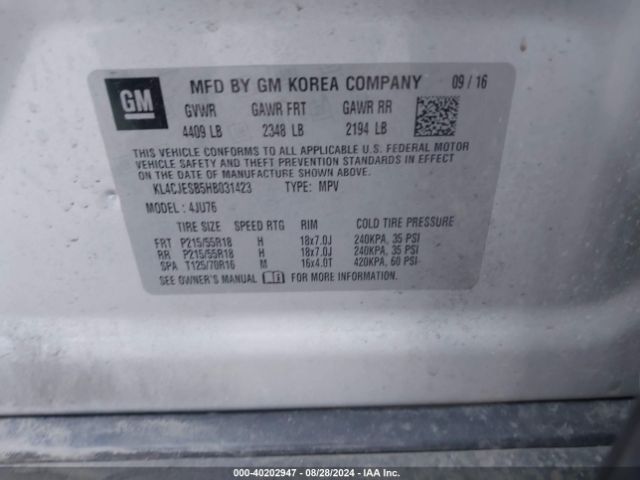 GM
MFD BY GM KOREA COMPANY 09 / 16
GVWR GAWR FRT GAWR RR
4409 LB 2348 LB 2194 LB
THIS VEHICLE CONFORMS TO ALL APPLICABLE U.S. FEDERAL MOTOR
VEHICLE SAFETY AND THEFT PREVENTION STANDARDS IN
EFFECT ON THE DATE OF MANUFACTURE SHOWN ABOVE.
KL4CJESB5HB031423 TYPE: MPV
MODEL : 4JU76
TIRE SIZE SPEED RTG RIM COLD TIRE PRESSURE
FRT P215/55R18 H 18x7.0J 240KPA, 35 PSI
RR P215/55R18 H 18x7.0J 240KPA, 35 PSI
SPA T125/70R16 M 16x4.0T 420KPA, 60 PSI
SEE OWNER'S MANUAL FOR MORE INFORMATION.
000-40202947 - 08/28/2024 - IAA Inc.